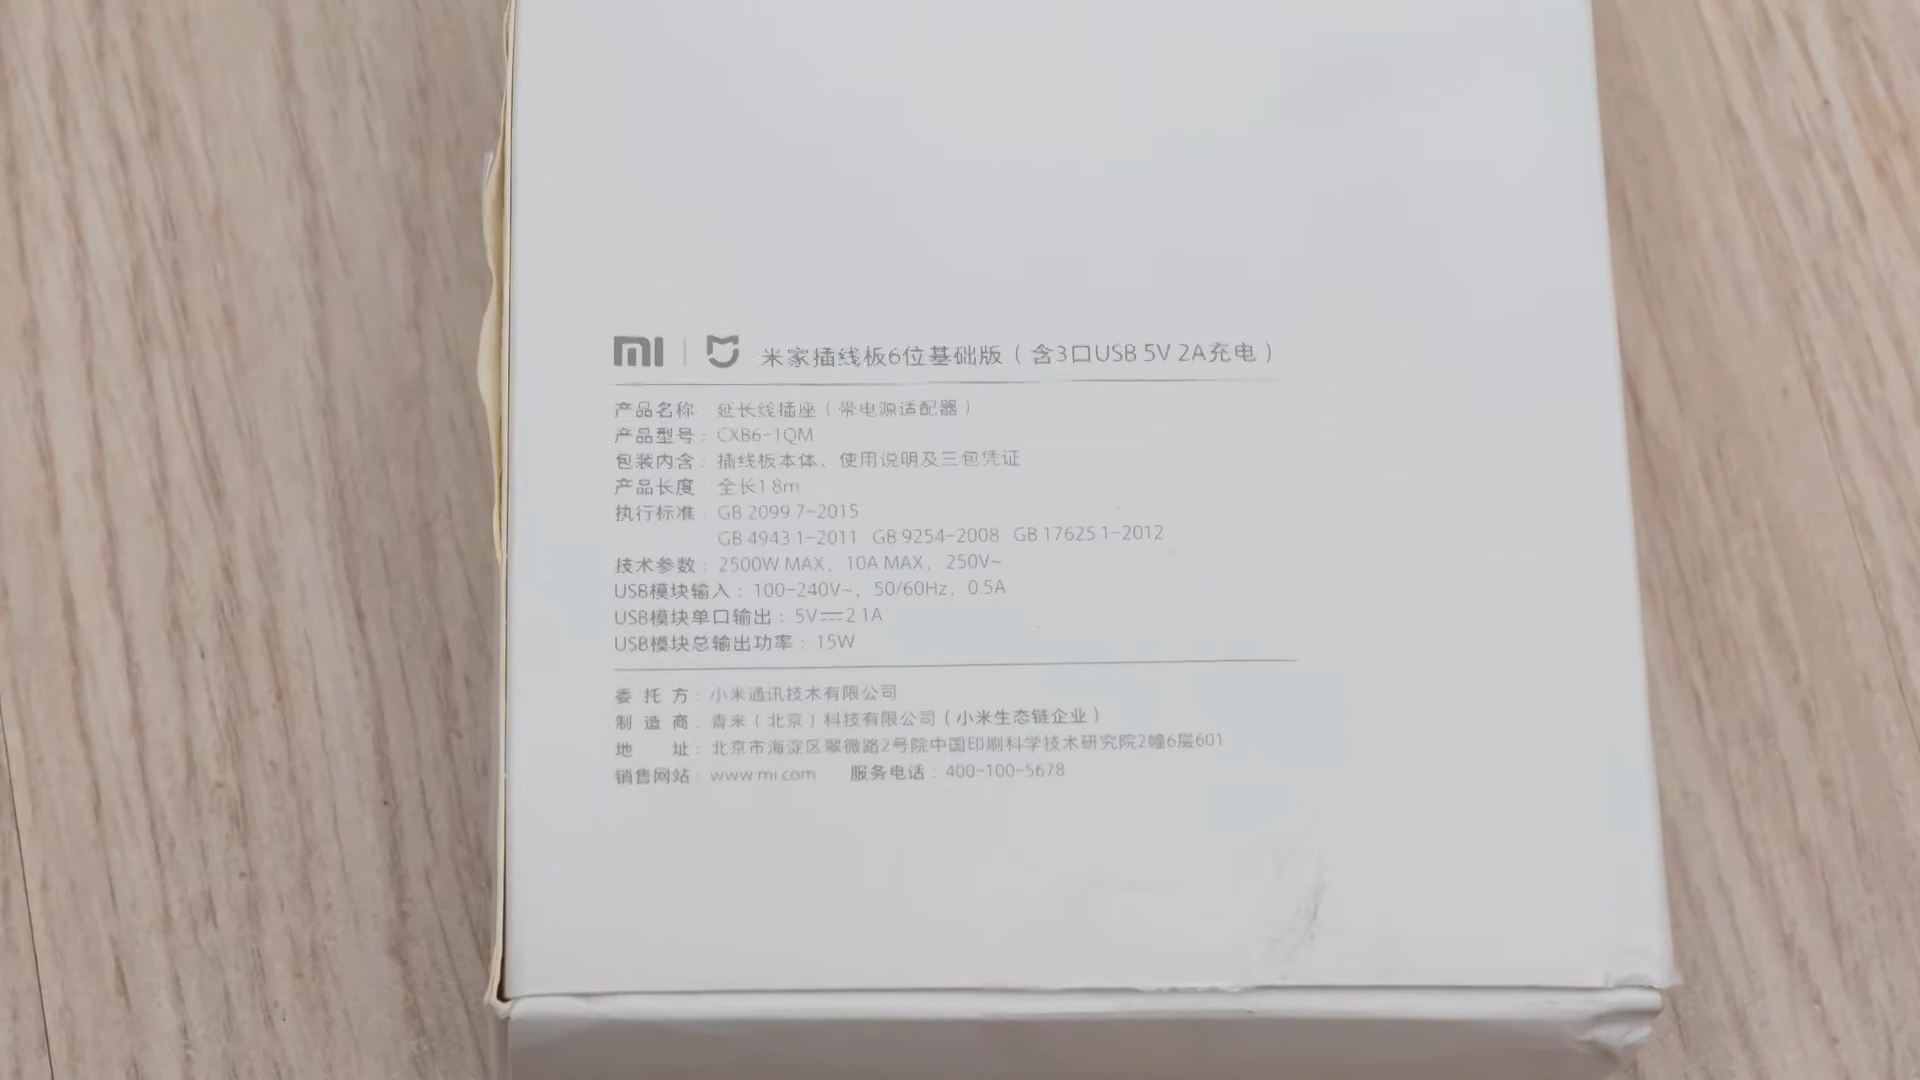 MI 米家插线板6位基础版（含3口USB 5V 2A充电）
产品名称：延长线插座（带电源适配器）
产品型号：CXB6-1QM
包装内含：插线板本体、使用说明及三包凭证
产品长度：全长1.8m
执行标准：GB 2099.7-2015
GB 4943.1-2011 GB 9254-2008 GB 17625.1-2012
技术参数：2500W MAX，10A MAX，250V~
USB模块输入：100-240V~，50/60Hz，0.5A
USB模块单口输出：5V⎓2.1A
USB模块总输出功率：15W
委托方：小米通讯技术有限公司
制造商：青米（北京）科技有限公司（小米生态链企业）
地址：北京市海淀区翠微路2号院中国印刷科学技术研究院2幢6层601
销售网站：www.mi.com 服务电话：400-100-5678